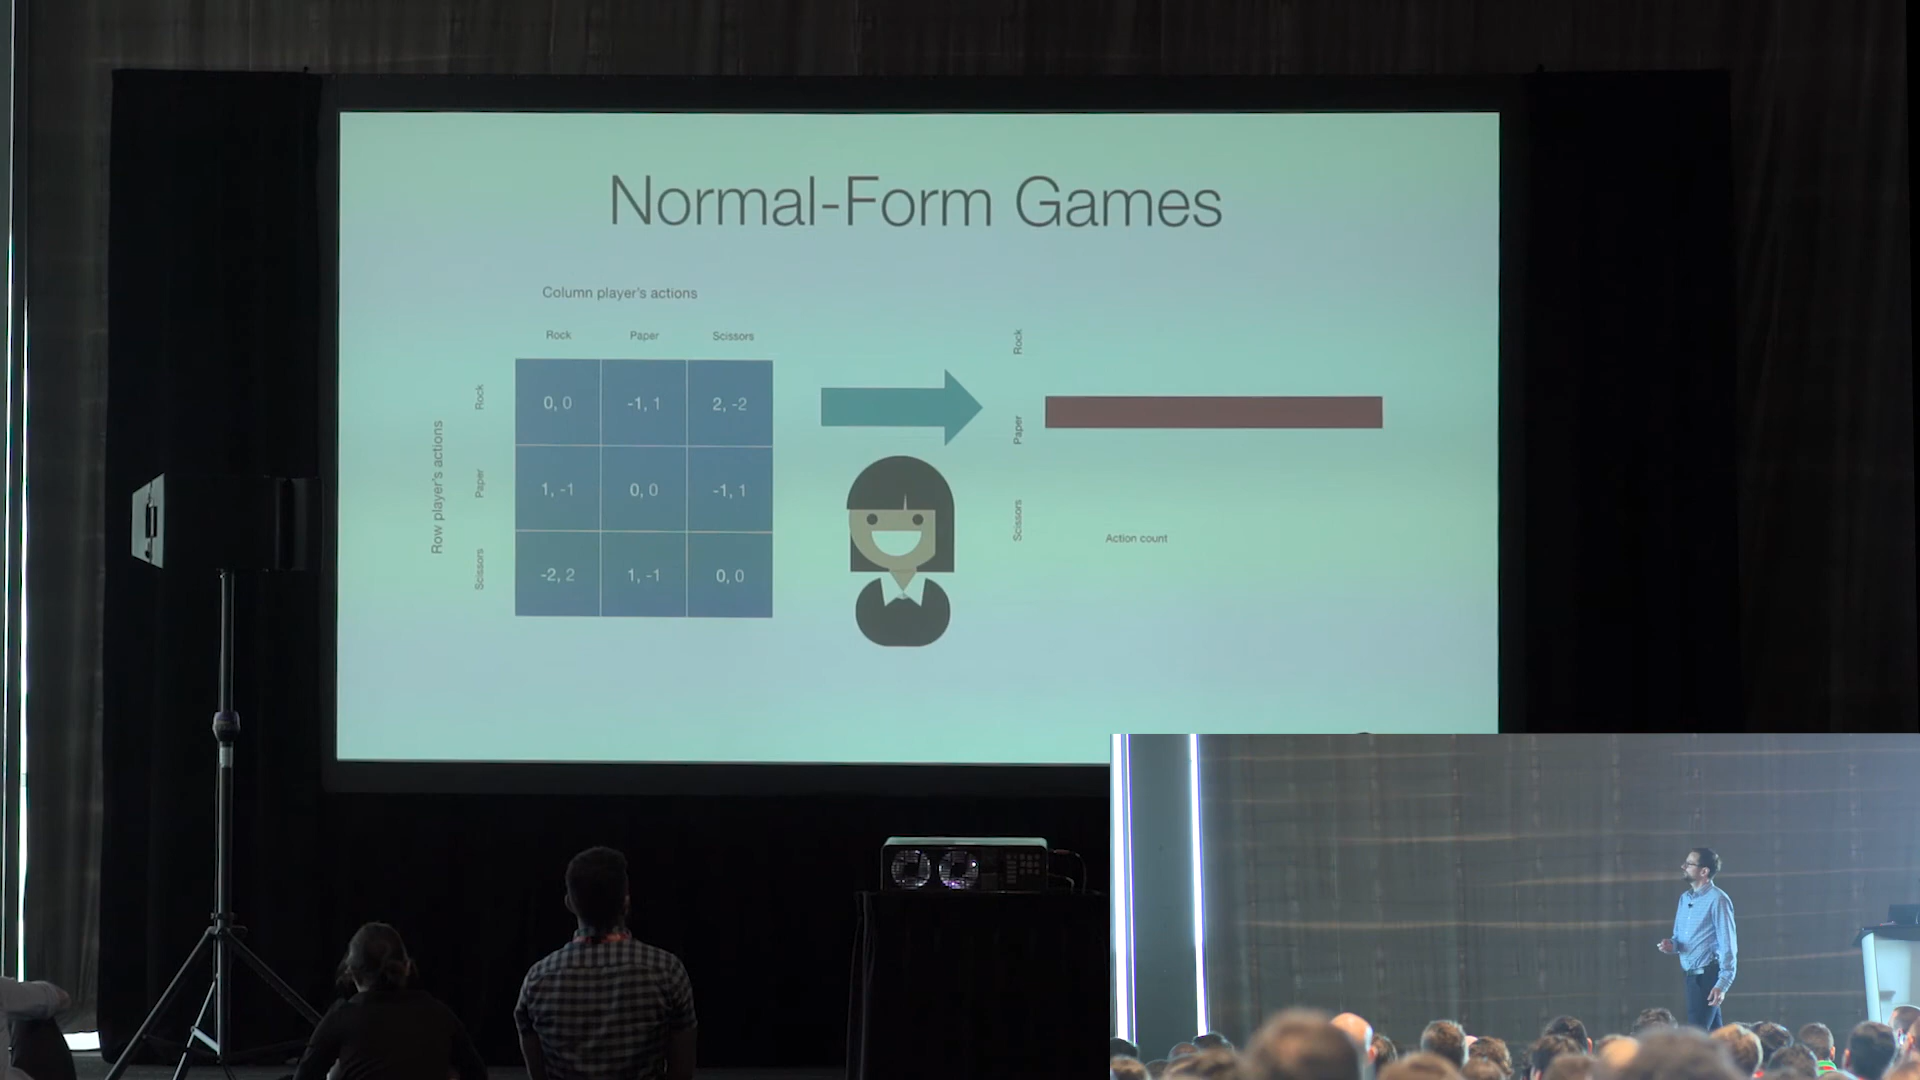 Normal-Form Games
Column player's actions
Rock Paper Scissors
Row player's actions
Rock
0, 0 -1, 1 2, -2
Paper
1, -1 0, 0 -1, 1
Scissors
-2, 2 1, -1 0, 0
Rock
Paper
Scissors
Action count